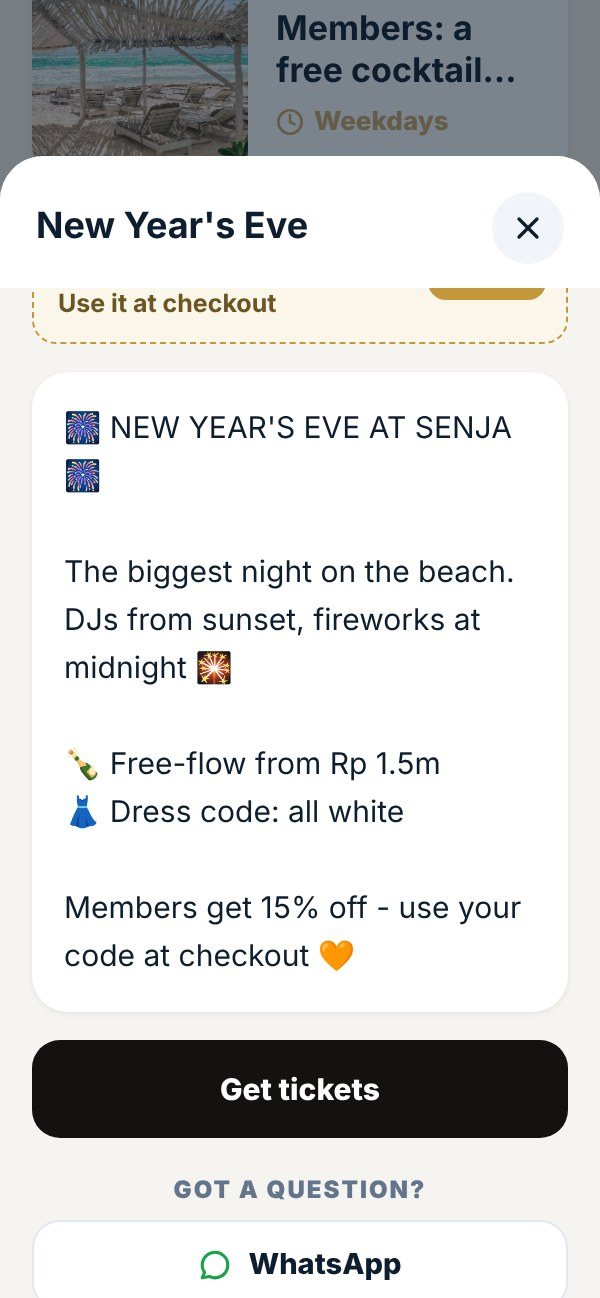 Members: a
free cocktail...
Weekdays
New Year's Eve
Use it at checkout
🎆 NEW YEAR'S EVE AT SENJA
🎆
The biggest night on the beach.
DJs from sunset, fireworks at
midnight 🎇
🍾 Free-flow from Rp 1.5m
👗 Dress code: all white
Members get 15% off - use your
code at checkout 🧡
Get tickets
GOT A QUESTION?
WhatsApp